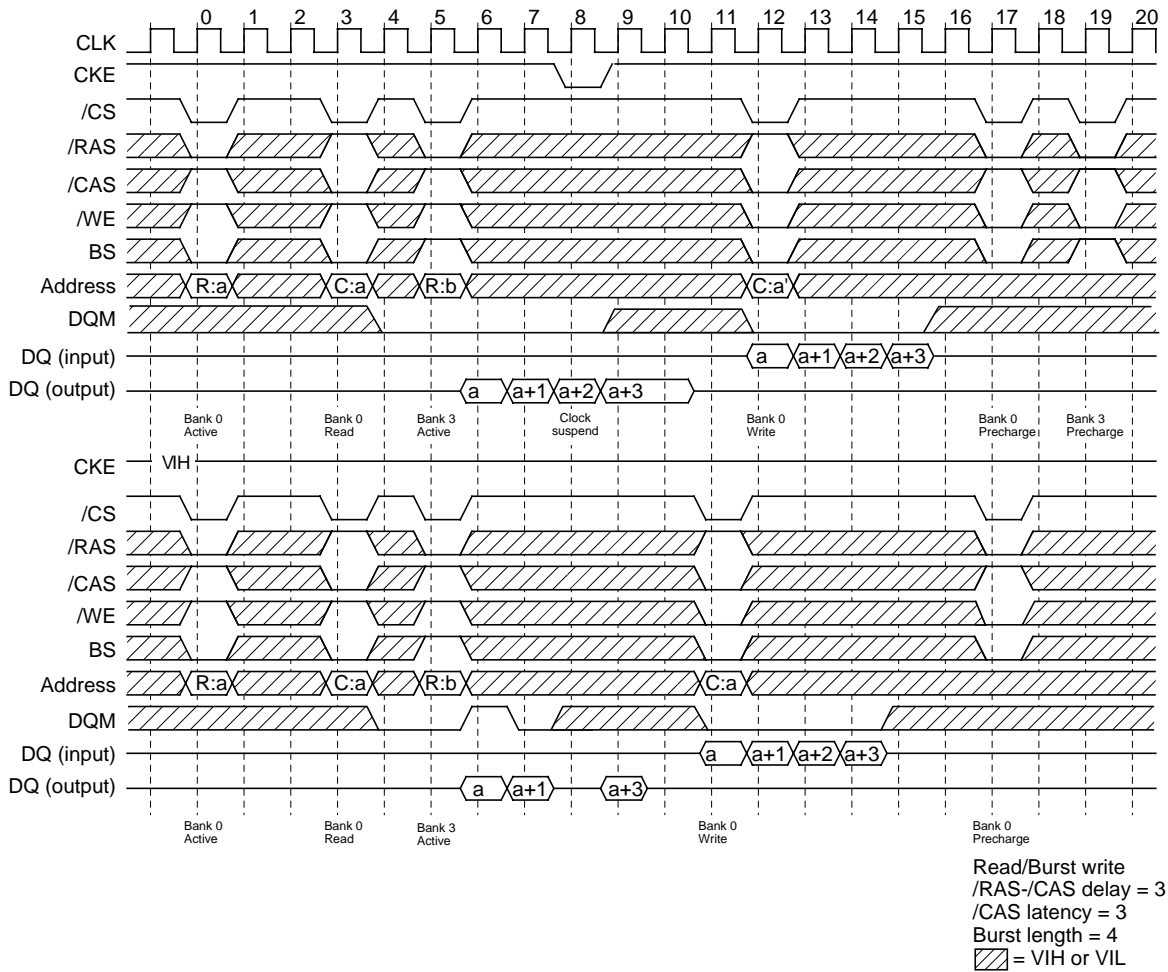 0 1 2 3 4 5 6 7 8 9 10 11 12 13 14 15 16 17 18 19 20
CLK
CKE
/CS
/RAS
/CAS
/WE
BS
Address R:a C:a R:b C:a'
DQM
DQ (input) a a+1 a+2 a+3
DQ (output) a a+1 a+2 a+3
Bank 0 Bank 0 Bank 3 Clock Bank 0 Bank 0 Bank 3
Active Read Active suspend Write Precharge Precharge
CKE VIH
/CS
/RAS
/CAS
/WE
BS
Address R:a C:a R:b C:a
DQM
DQ (input) a a+1 a+2 a+3
DQ (output) a a+1 a+3
Bank 0 Bank 0 Bank 3 Bank 0 Bank 0
Active Read Active Write Precharge
Read/Burst write
/RAS-/CAS delay = 3
/CAS latency = 3
Burst length = 4
= VIH or VIL